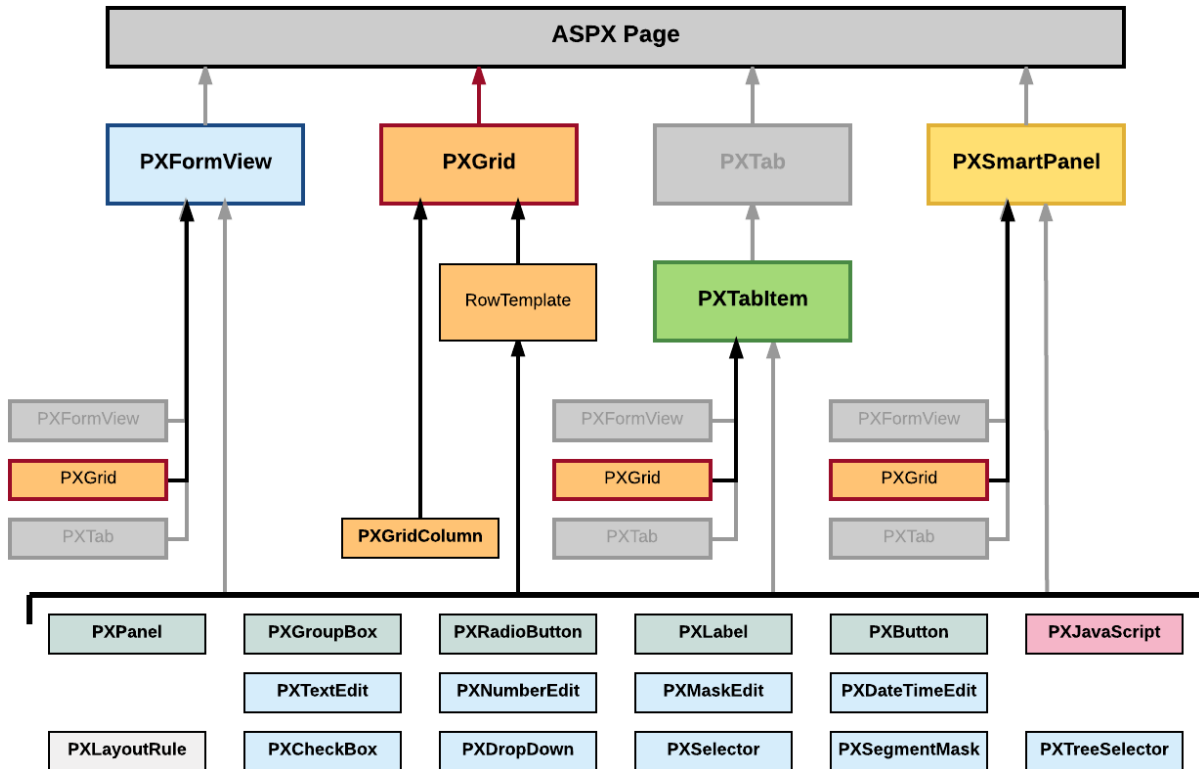 ASPX Page
PXFormView
PXGrid
PXTab
PXSmartPanel
RowTemplate
PXTabItem
PXFormView
PXFormView
PXFormView
PXGrid
PXGrid
PXGrid
PXTab
PXGridColumn
PXTab
PXTab
PXPanel
PXGroupBox
PXRadioButton
PXLabel
PXButton
PXJavaScript
PXTextEdit
PXNumberEdit
PXMaskEdit
PXDateTimeEdit
PXLayoutRule
PXCheckBox
PXDropDown
PXSelector
PXSegmentMask
PXTreeSelector